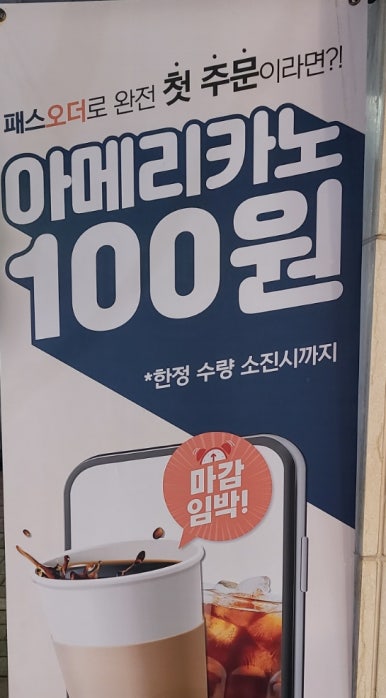 패스오더로 완전 첫 주문이라면?!
아메리카노
100원
*한정 수량 소진시까지
마감
임박!